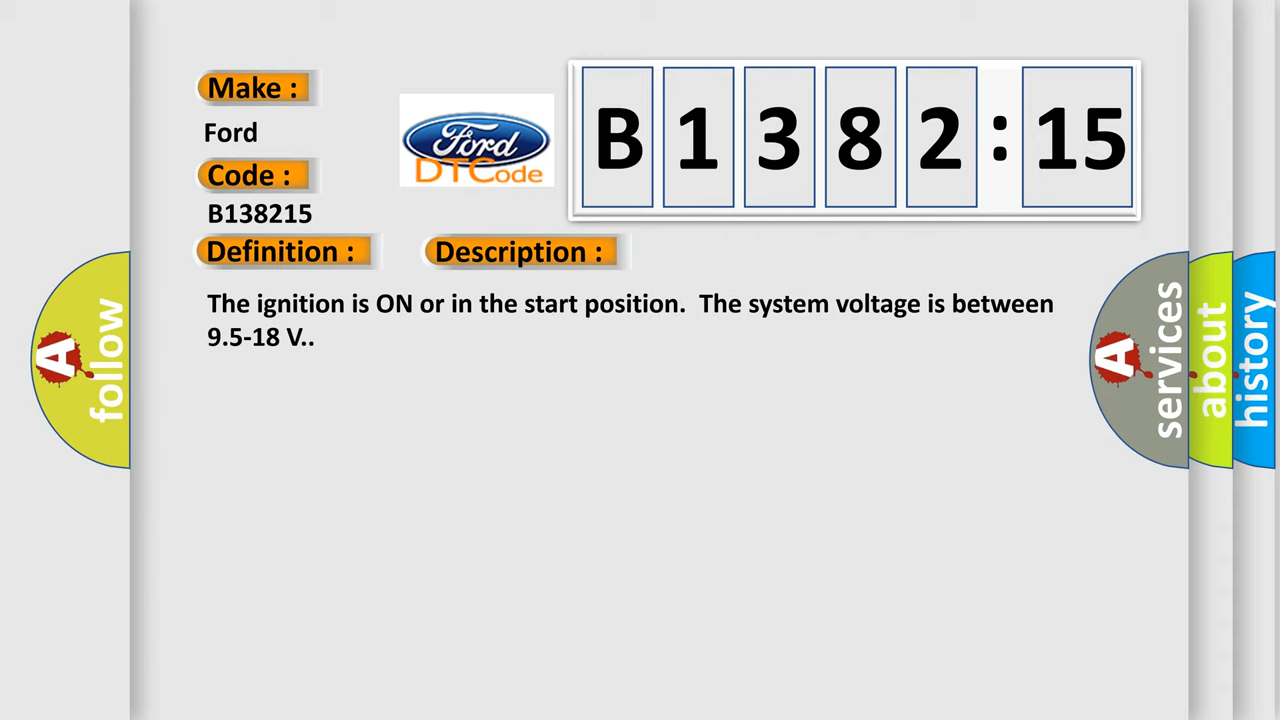 Make :
Ford
Code :
B138215
Definition :
Description :
The ignition is ON or in the start position. The system voltage is between
9.5-18 V..
Ford
DTCode
B 1 3 8 2 : 15
A follow
A services
about
history